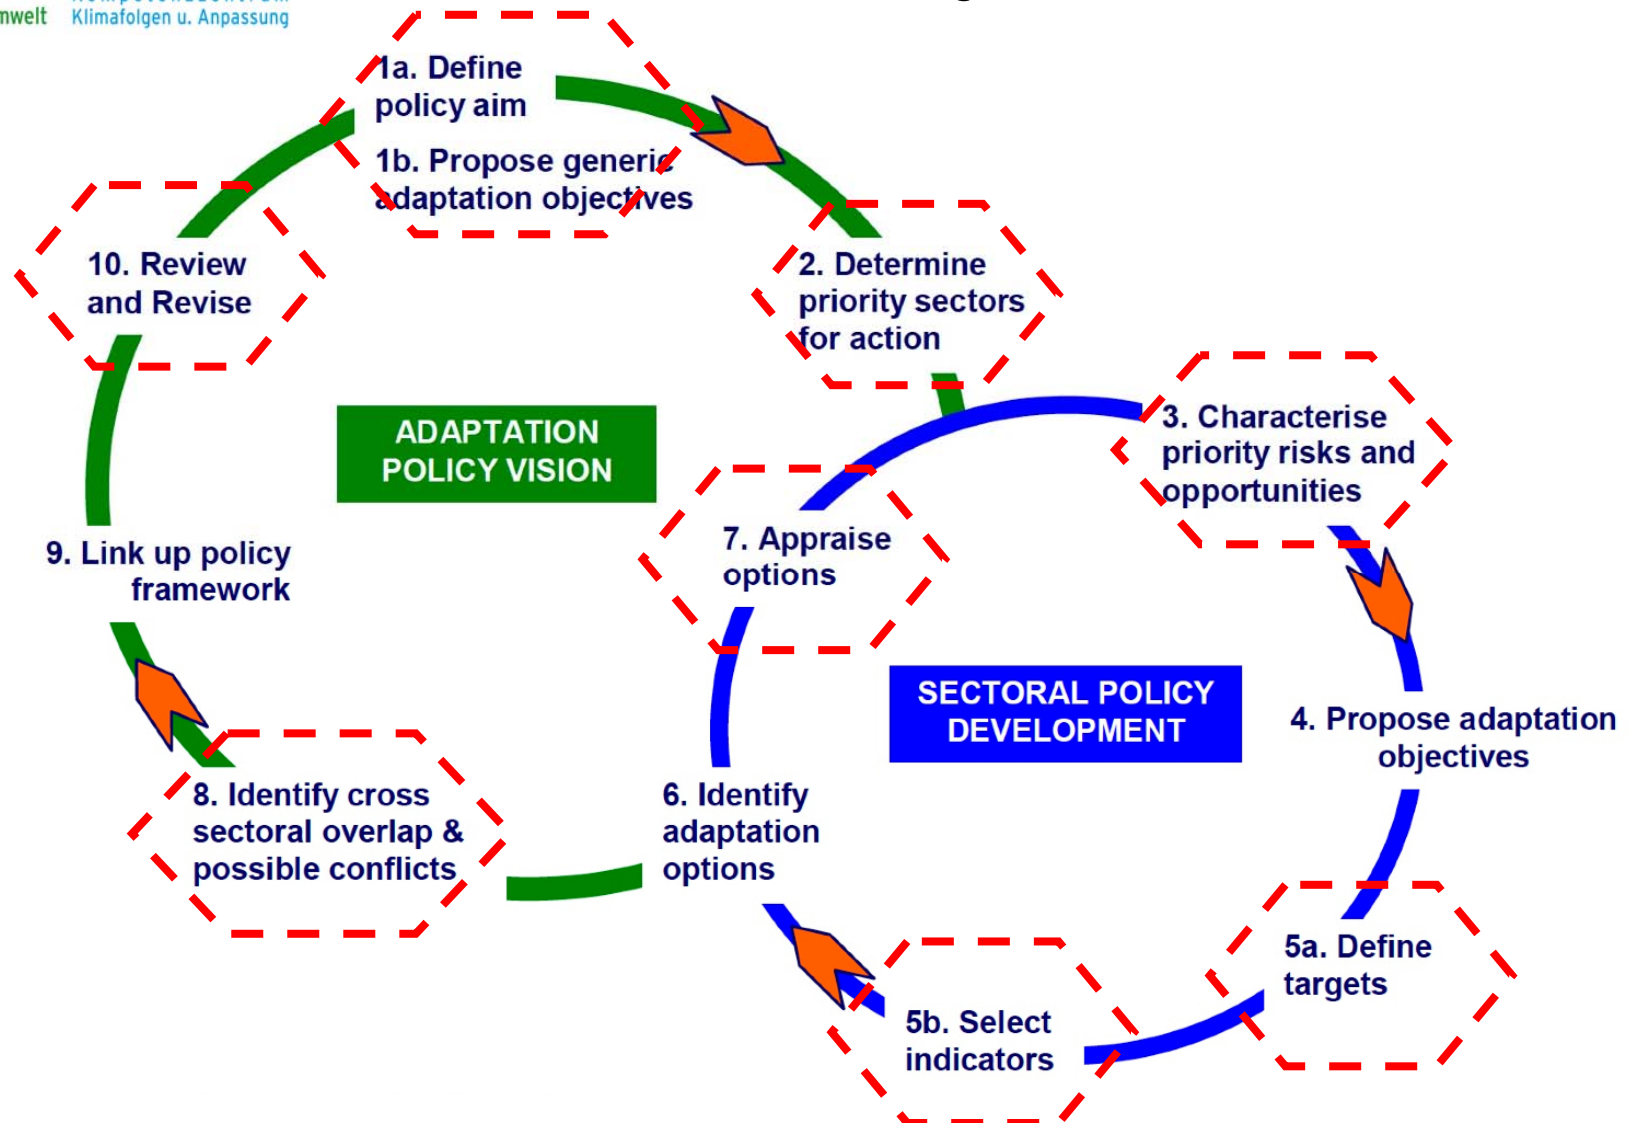 Klimafolgen u. Anpassung
1a. Define
policy aim
1b. Propose generic
adaptation objectives
10. Review
and Revise
2. Determine
priority sectors
for action
3. Characterise
priority risks and
opportunities
ADAPTATION
POLICY VISION
7. Appraise
options
9. Link up policy
framework
SECTORAL POLICY
DEVELOPMENT
4. Propose adaptation
objectives
8. Identify cross
sectoral overlap &
possible conflicts
6. Identify
adaptation
options
5a. Define
targets
5b. Select
indicators